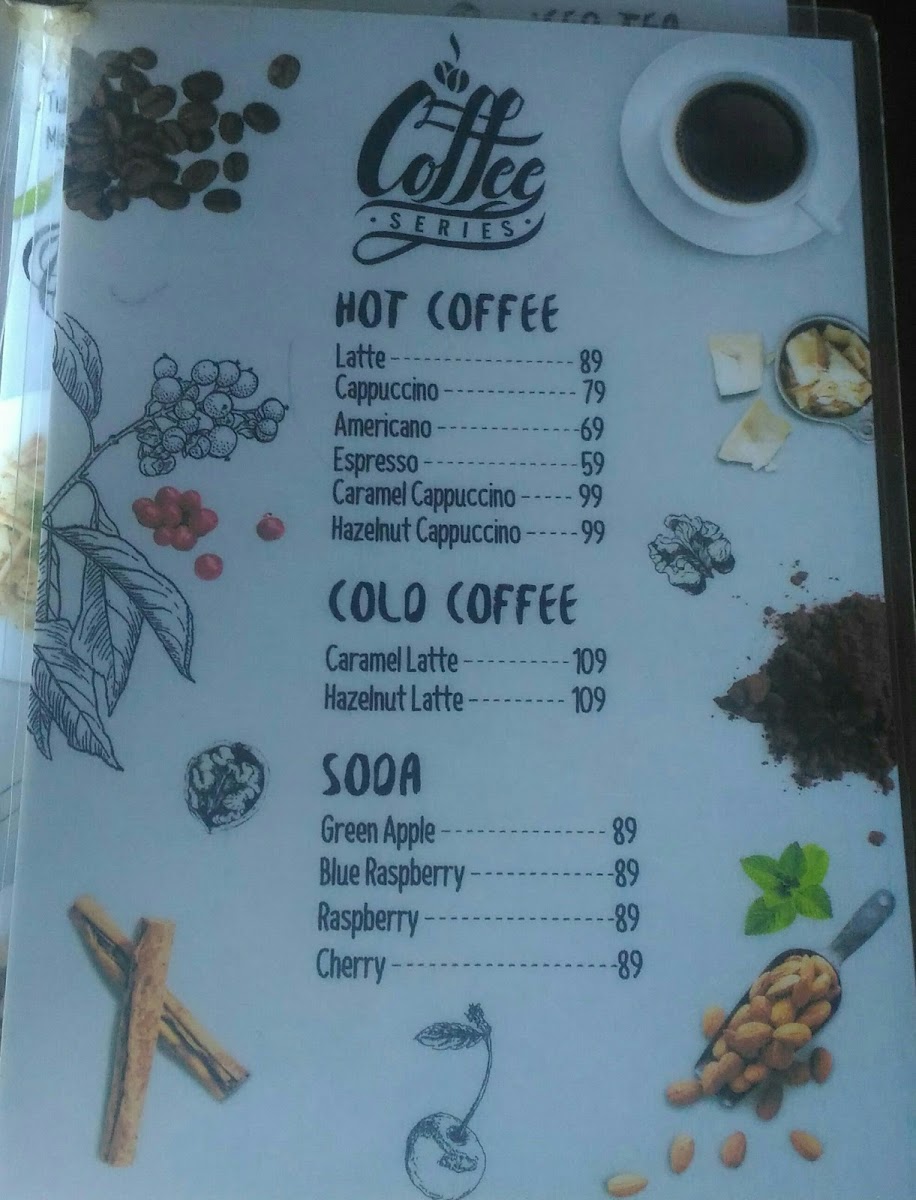 Coffee
• SERIES •
HOT COFFEE
Latte 89
Cappuccino 79
Americano 69
Espresso 59
Caramel Cappuccino 99
Hazelnut Cappuccino 99
COLD COFFEE
Caramel Latte 109
Hazelnut Latte 109
SODA
Green Apple 89
Blue Raspberry 89
Raspberry 89
Cherry 89